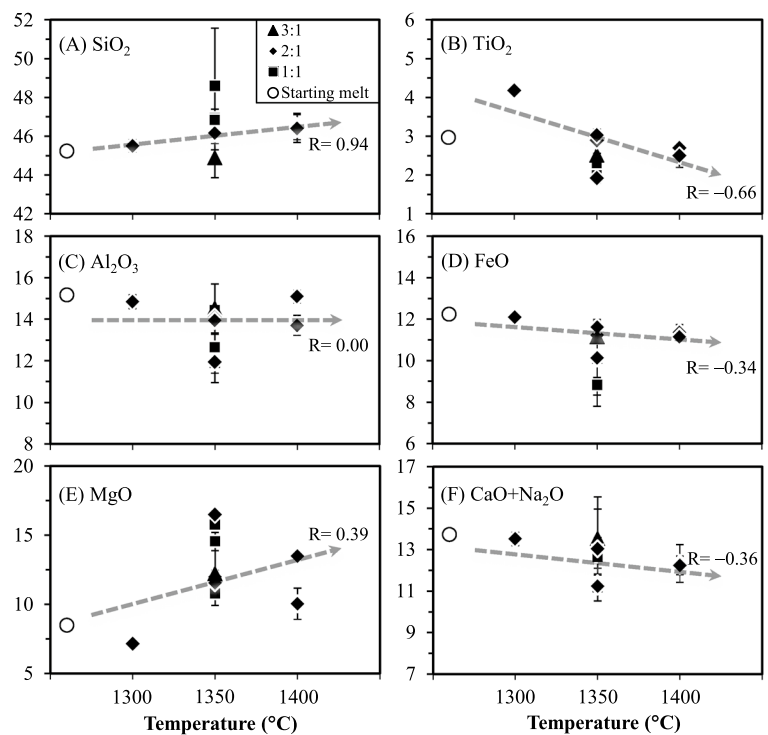 (A) SiO₂
52
50
48
46
44
42
3:1
2:1
1:1
Starting melt
R= 0.94
(B) TiO₂
6
5
4
3
2
1
R= −0.66
(C) Al₂O₃
18
16
14
12
10
8
R= 0.00
(D) FeO
16
14
12
10
8
6
R= −0.34
(E) MgO
20
15
10
5
R= 0.39
1300 1350 1400
Temperature (°C)
(F) CaO+Na₂O
17
15
13
11
9
7
R= −0.36
1300 1350 1400
Temperature (°C)